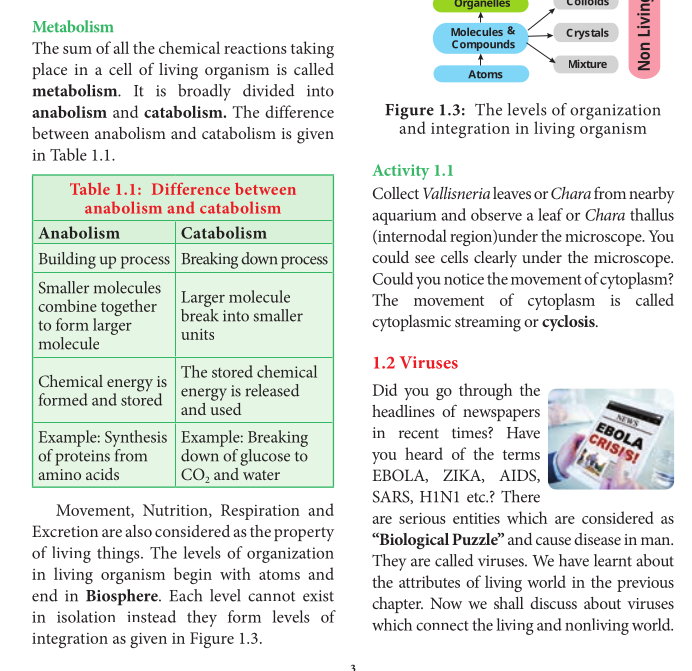 Metabolism
The sum of all the chemical reactions taking
place in a cell of living organism is called
metabolism. It is broadly divided into
anabolism and catabolism. The difference
between anabolism and catabolism is given
in Table 1.1.
Table 1.1: Difference between
anabolism and catabolism
Anabolism
Catabolism
Building up process
Breaking down process
Smaller molecules
combine together
to form larger
molecule
Larger molecule
break into smaller
units
Chemical energy is
formed and stored
The stored chemical
energy is released
and used
Example: Synthesis
of proteins from
amino acids
Example: Breaking
down of glucose to
CO₂ and water
Movement, Nutrition, Respiration and
Excretion are also considered as the property
of living things. The levels of organization
in living organism begin with atoms and
end in Biosphere. Each level cannot exist
in isolation instead they form levels of
integration as given in Figure 1.3.
Organelles
Molecules &
Compounds
Atoms
Colloids
Crystals
Mixture
Non Living
Figure 1.3: The levels of organization
and integration in living organism
Activity 1.1
Collect Vallisneria leaves or Chara from nearby
aquarium and observe a leaf or Chara thallus
(internodal region)under the microscope. You
could see cells clearly under the microscope.
Could you notice the movement of cytoplasm?
The movement of cytoplasm is called
cytoplasmic streaming or cyclosis.
1.2 Viruses
Did you go through the
headlines of newspapers
in recent times? Have
you heard of the terms
EBOLA, ZIKA, AIDS,
SARS, H1N1 etc.? There
NEWS
EBOLA
CRISIS!
are serious entities which are considered as
“Biological Puzzle” and cause disease in man.
They are called viruses. We have learnt about
the attributes of living world in the previous
chapter. Now we shall discuss about viruses
which connect the living and nonliving world.
3